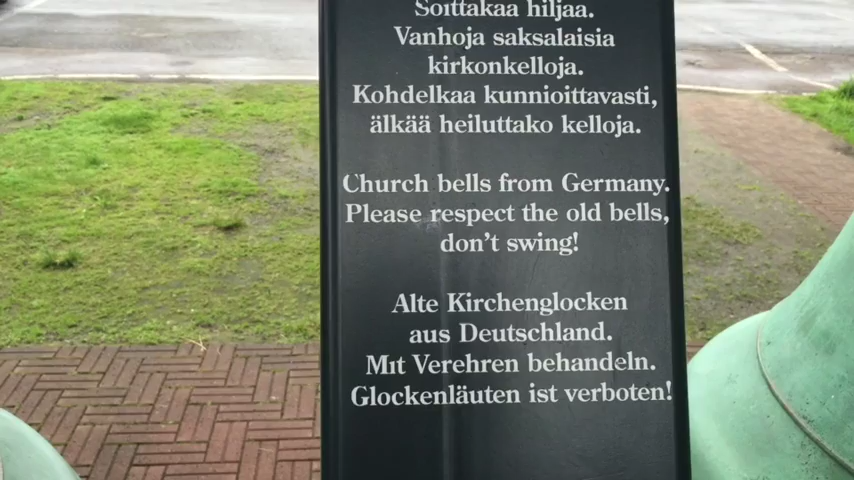 Soittakaa hiljaa.
Vanhoja saksalaisia
kirkonkelloja.
Kohdelkaa kunnioittavasti,
älkää heiluttako kelloja.
Church bells from Germany.
Please respect the old bells,
don't swing!
Alte Kirchenglocken
aus Deutschland.
Mit Verehren behandeln.
Glockenläuten ist verboten!